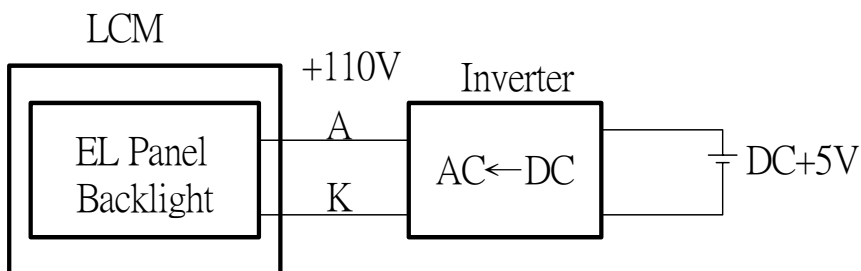 LCM
+110V
Inverter
A
EL Panel
Backlight
AC←DC
DC+5V
K